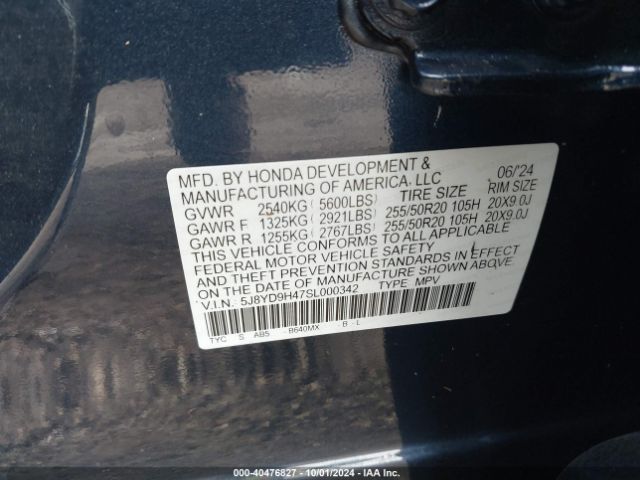 MFD. BY HONDA DEVELOPMENT &
MANUFACTURING OF AMERICA, LLC 06/'24
GVWR 2540KG ( 5600LBS) TIRE SIZE RIM SIZE
GAWR F 1325KG ( 2921LBS) 255/50R20 105H 20X9.0J
GAWR R 1255KG ( 2767LBS) 255/50R20 105H 20X9.0J
THIS VEHICLE CONFORMS TO ALL APPLICABLE
FEDERAL MOTOR VEHICLE SAFETY
AND THEFT PREVENTION STANDARDS IN EFFECT
ON THE DATE OF MANUFACTURE SHOWN ABOVE.
V.I.N.: 5J8YD9H47SL000342 TYPE MPV
TYC S AB5 - B640MX - B - L
000-40476827 - 10/01/2024 - IAA Inc.